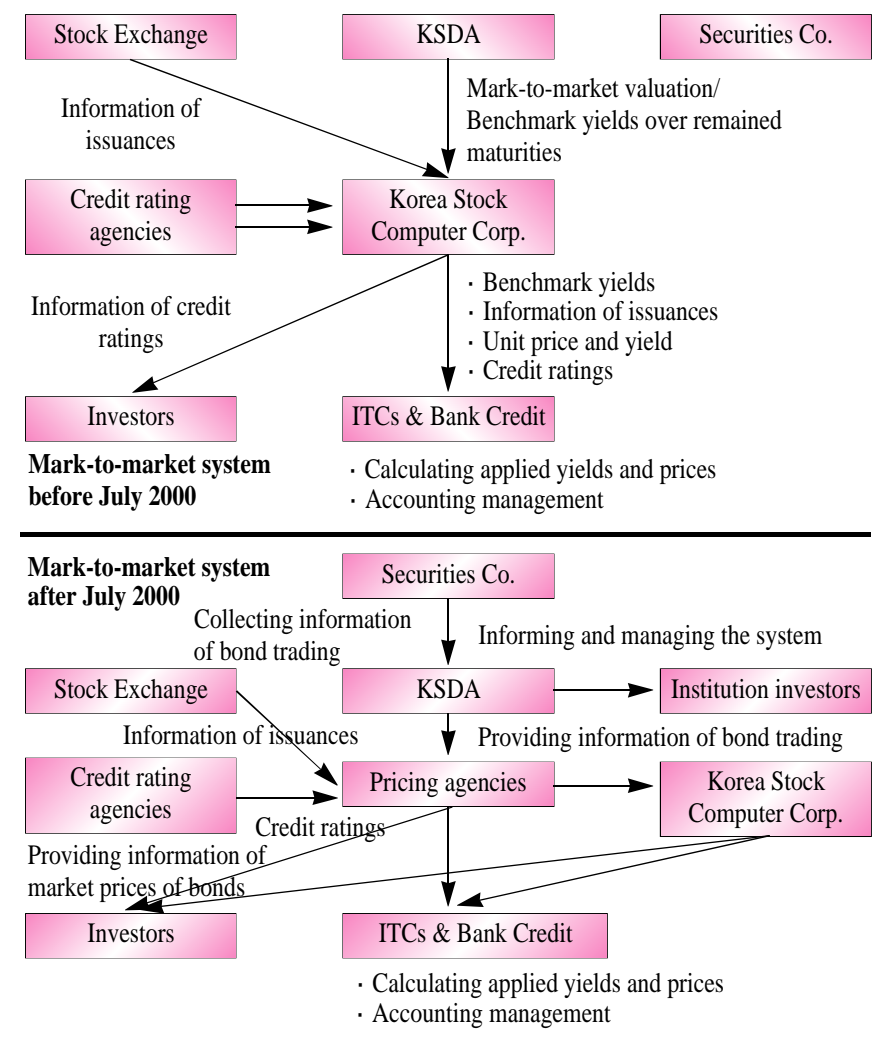 Stock Exchange
KSDA
Securities Co.
Information of
issuances
Mark-to-market valuation/
Benchmark yields over remained
maturities
Credit rating
agencies
Korea Stock
Computer Corp.
Information of credit
ratings
· Benchmark yields
· Information of issuances
· Unit price and yield
· Credit ratings
Investors
ITCs & Bank Credit
Mark-to-market system
before July 2000
· Calculating applied yields and prices
· Accounting management
Mark-to-market system
after July 2000
Securities Co.
Collecting information
of bond trading
Informing and managing the system
Stock Exchange
KSDA
Institution investors
Information of issuances
Providing information of bond trading
Credit rating
agencies
Pricing agencies
Korea Stock
Computer Corp.
Credit ratings
Providing information of
market prices of bonds
Investors
ITCs & Bank Credit
· Calculating applied yields and prices
· Accounting management